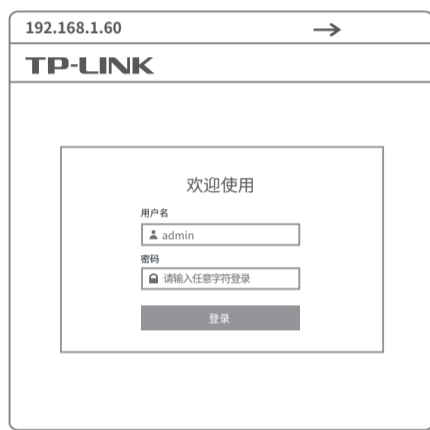 192.168.1.60
TP-LINK
欢迎使用
用户名
admin
密码
请输入任意字符登录
登录